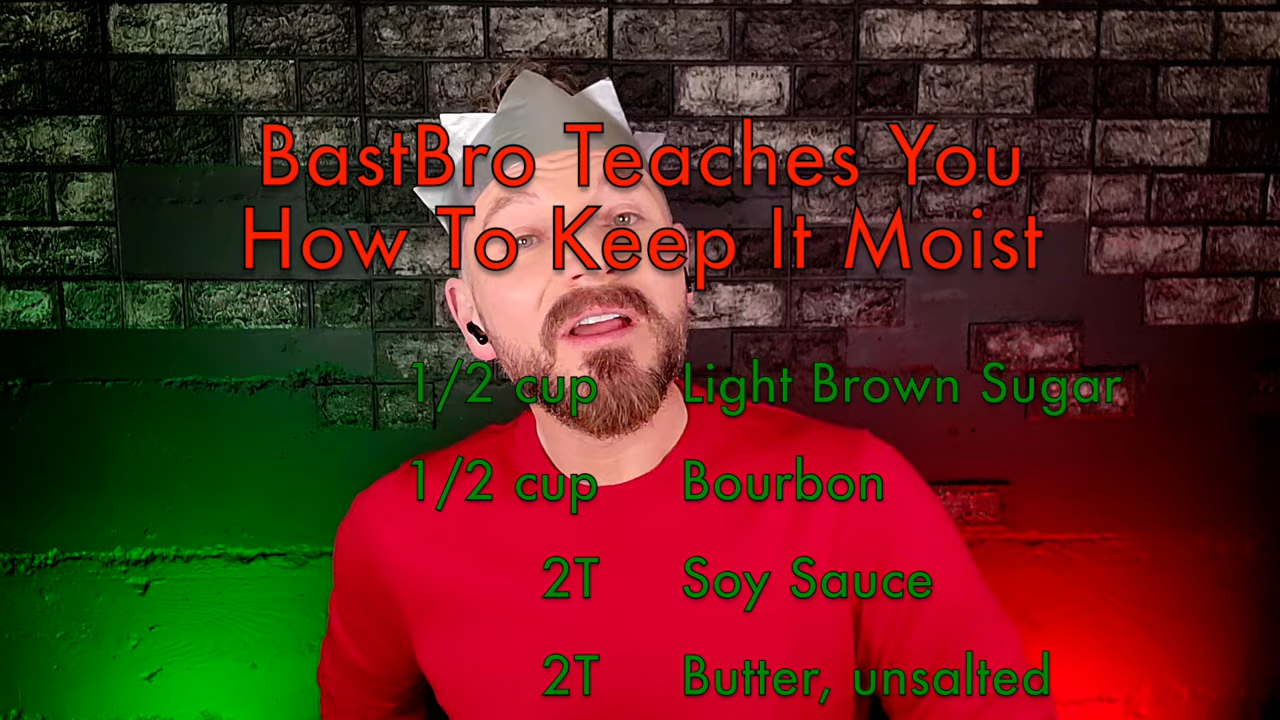 BastBro Teaches You
How To Keep It Moist
1/2 cup Light Brown Sugar
1/2 cup Bourbon
2T Soy Sauce
2T Butter, unsalted